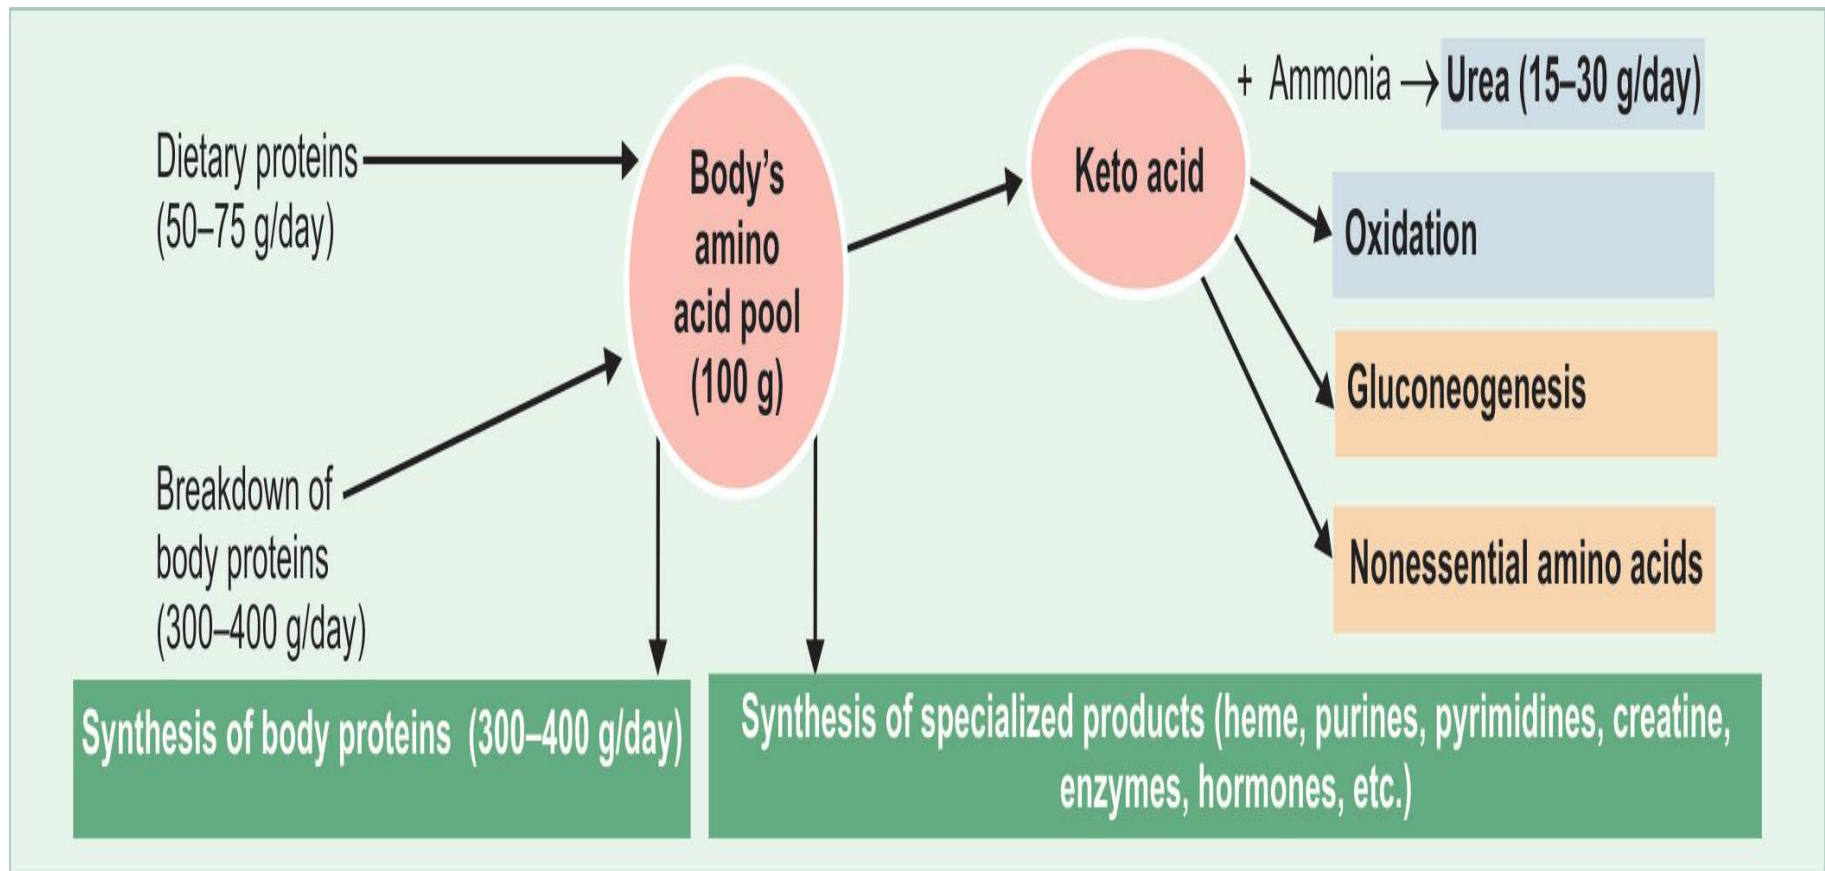 Dietary proteins
(50–75 g/day)
Breakdown of
body proteins
(300–400 g/day)
Body’s
amino
acid pool
(100 g)
Keto acid
+ Ammonia → Urea (15–30 g/day)
Oxidation
Gluconeogenesis
Nonessential amino acids
Synthesis of body proteins (300–400 g/day)
Synthesis of specialized products (heme, purines, pyrimidines, creatine,
enzymes, hormones, etc.)